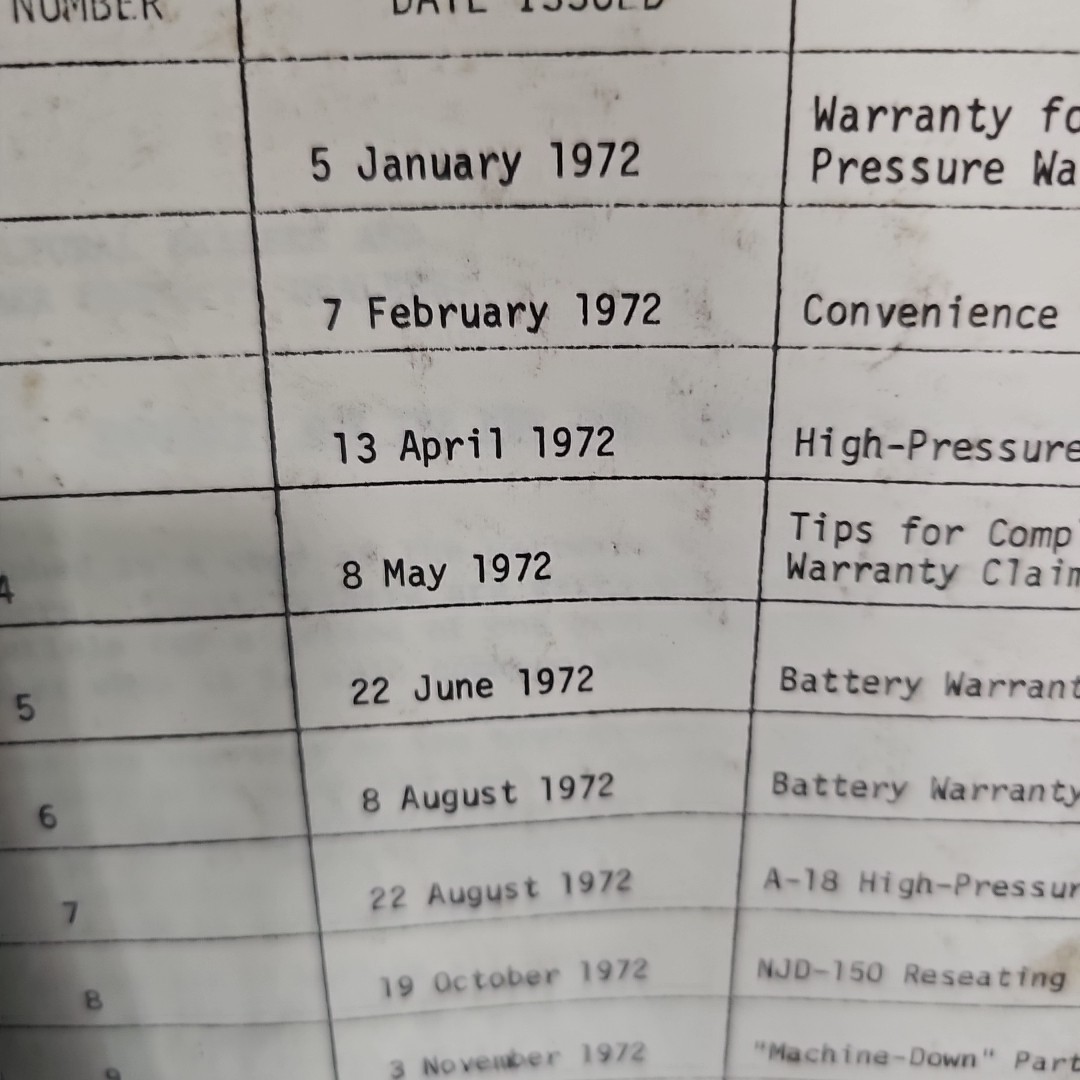 NUMBER DATE ISSUED
5 January 1972 Warranty fo
Pressure Wa
7 February 1972 Convenience
13 April 1972 High-Pressure
4 8 May 1972 Tips for Comp
Warranty Claim
5 22 June 1972 Battery Warrant
6 8 August 1972 Battery Warranty
7 22 August 1972 A-18 High-Pressur
8 19 October 1972 NJD-150 Reseating
9 3 November 1972 "Machine-Down" Part